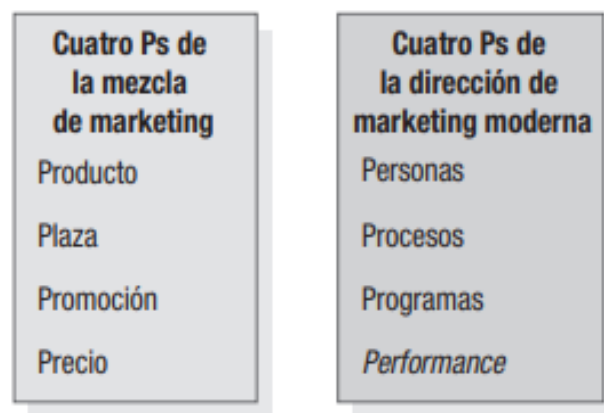 Cuatro Ps de
la mezcla
de marketing
Producto
Plaza
Promoción
Precio
Cuatro Ps de
la dirección de
marketing moderna
Personas
Procesos
Programas
Performance